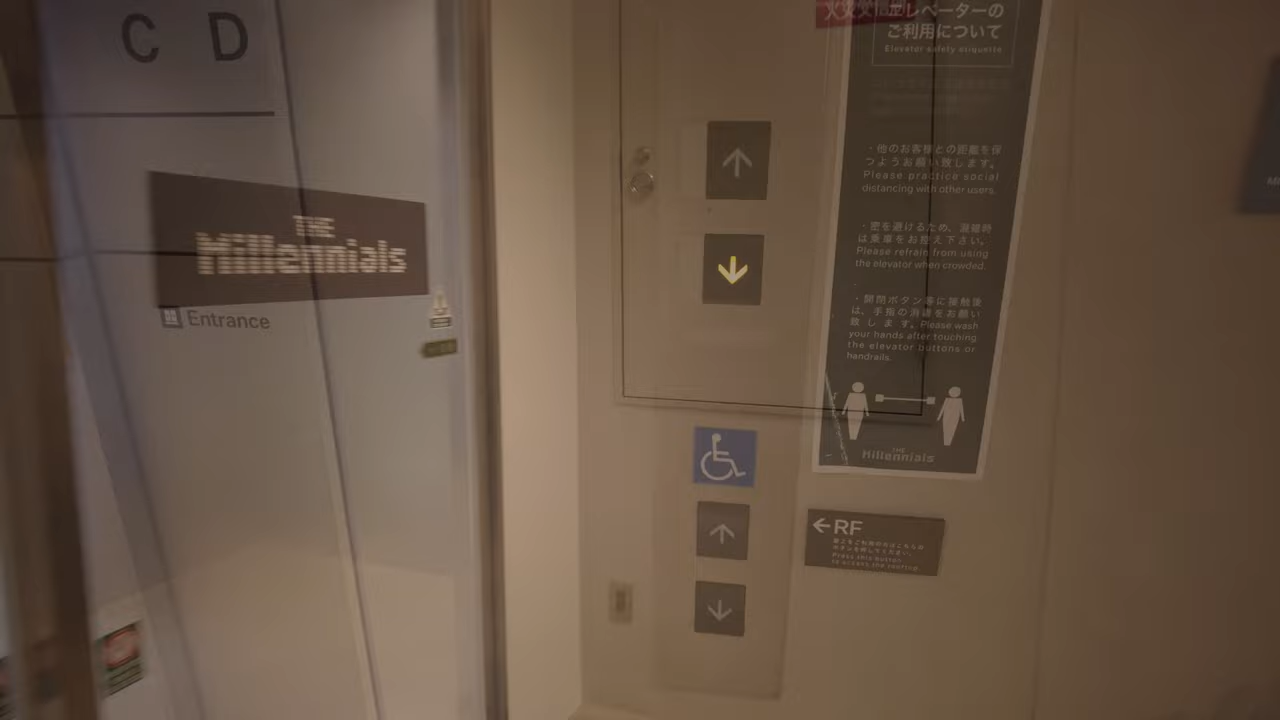 C D
THE
Millennials
Entrance
エレベーターの
ご利用について
Elevator safety etiquette
・他のお客様との距離を保
つようお願い致します。
Please practice social
distancing with other users.
・密を避けるため、混雑時
は乗車をお控え下さい。
Please refrain from using
the elevator when crowded.
・開閉ボタン等に接触後
は、手指の消毒をお願い
致します。Please wash
your hands after touching
the elevator buttons or
handrails.
THE
Millennials
←RF
Press this button
to access the rooftop.